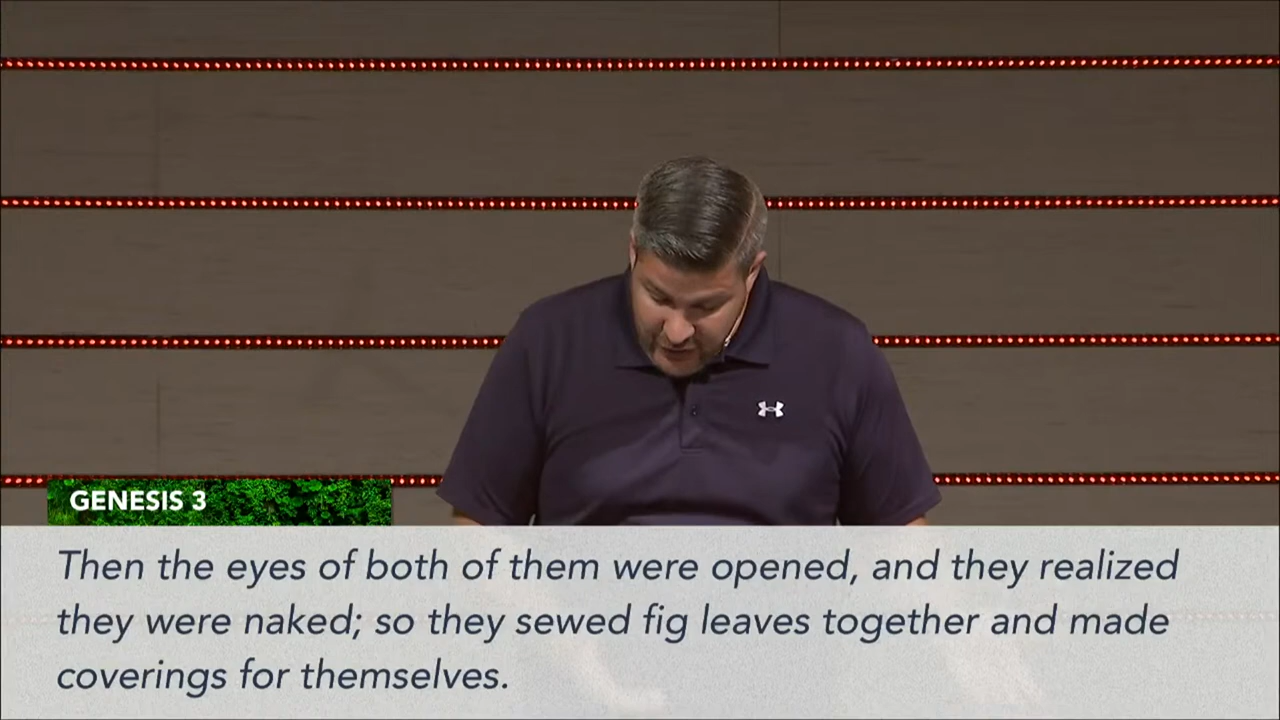 GENESIS 3
Then the eyes of both of them were opened, and they realized
they were naked; so they sewed fig leaves together and made
coverings for themselves.